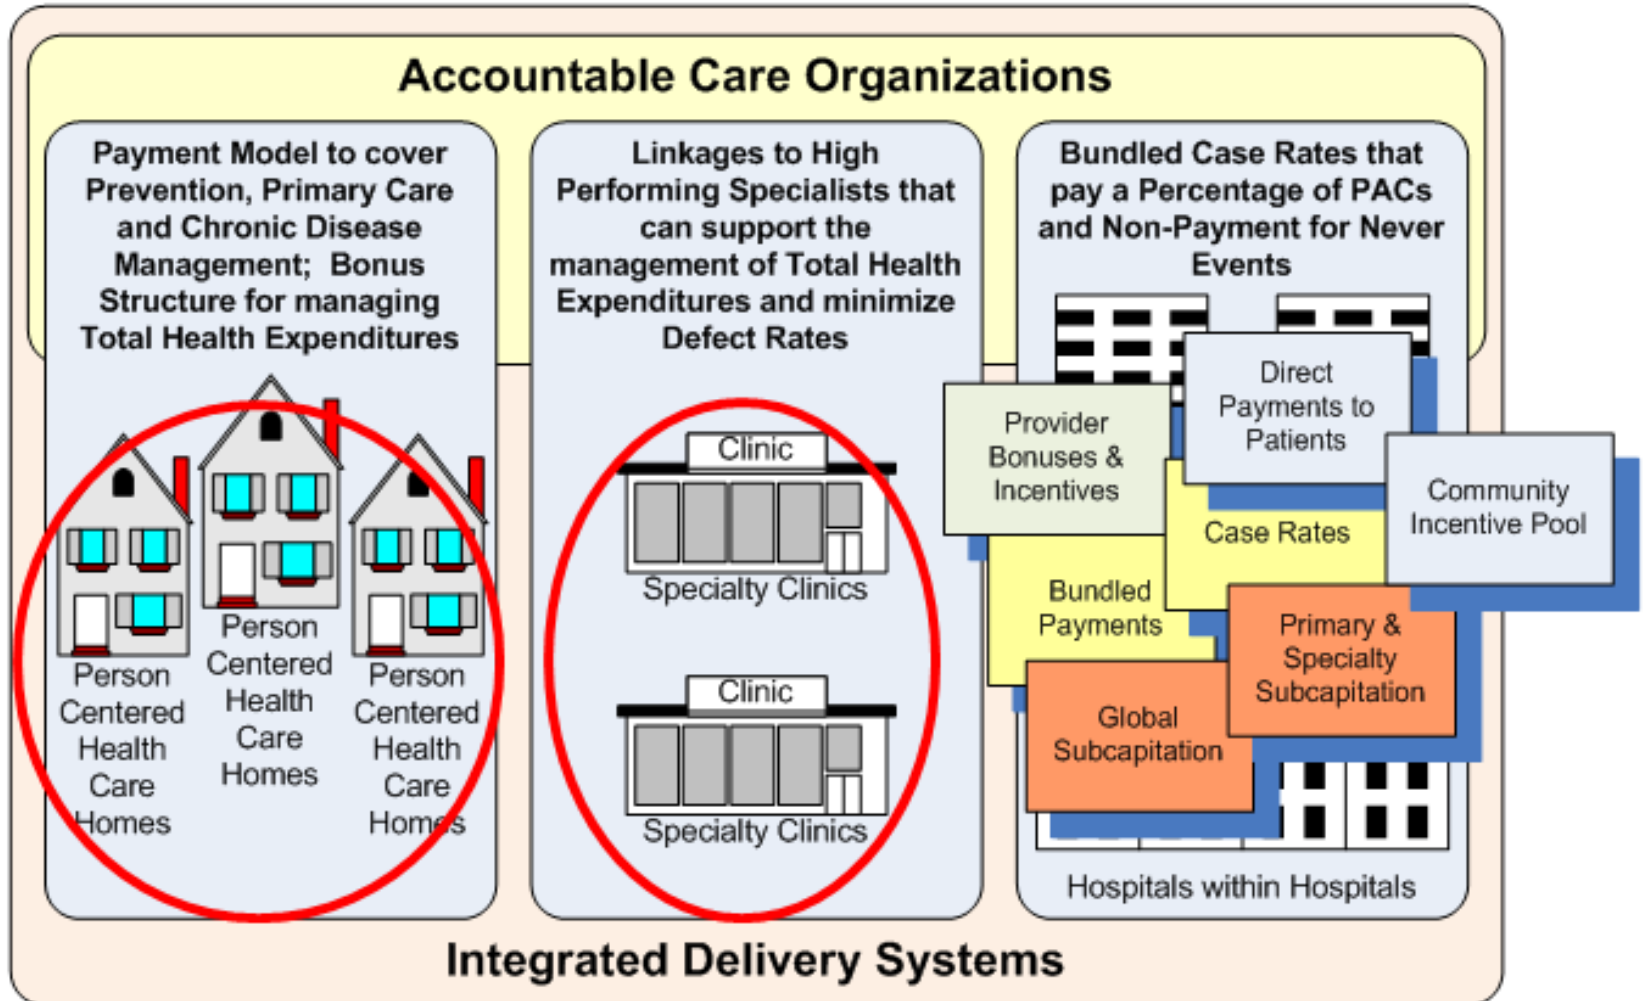 Accountable Care Organizations
Payment Model to cover
Prevention, Primary Care
and Chronic Disease
Management; Bonus
Structure for managing
Total Health Expenditures
Person
Centered
Health
Care
Homes
Person
Centered
Health
Care
Homes
Person
Centered
Health
Care
Homes
Linkages to High
Performing Specialists that
can support the
management of Total Health
Expenditures and minimize
Defect Rates
Clinic
Specialty Clinics
Clinic
Specialty Clinics
Bundled Case Rates that
pay a Percentage of PACs
and Non-Payment for Never
Events
Direct
Payments to
Patients
Provider
Bonuses &
Incentives
Community
Incentive Pool
Case Rates
Bundled
Payments
Primary &
Specialty
Subcapitation
Global
Subcapitation
Hospitals within Hospitals
Integrated Delivery Systems